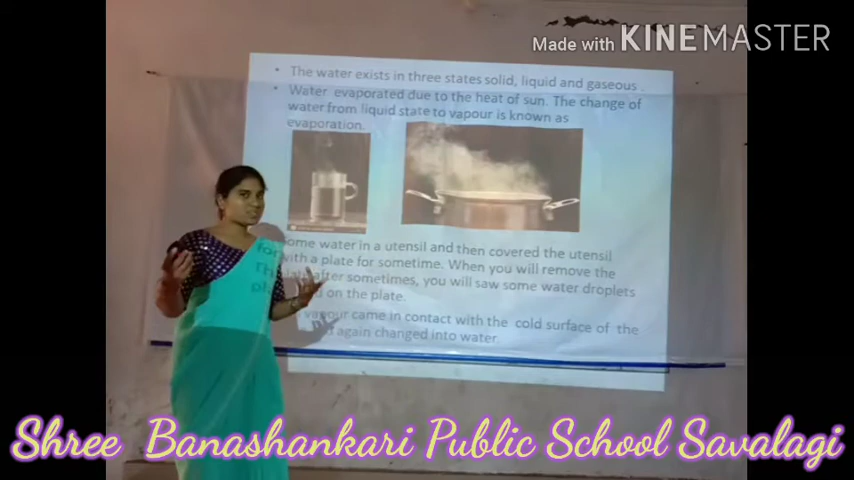 Made with KINEMASTER
• The water exists in three states solid, liquid and gaseous .
• Water evaporated due to the heat of sun. The change of
water from liquid state to vapour is known as
evaporation.
some water in a utensil and then covered the utensil
with a plate for sometime. When you will remove the
after sometimes, you will saw some water droplets
on the plate.
vapour came in contact with the cold surface of the
again changed into water.
Shree Banashankari Public School Savalagi